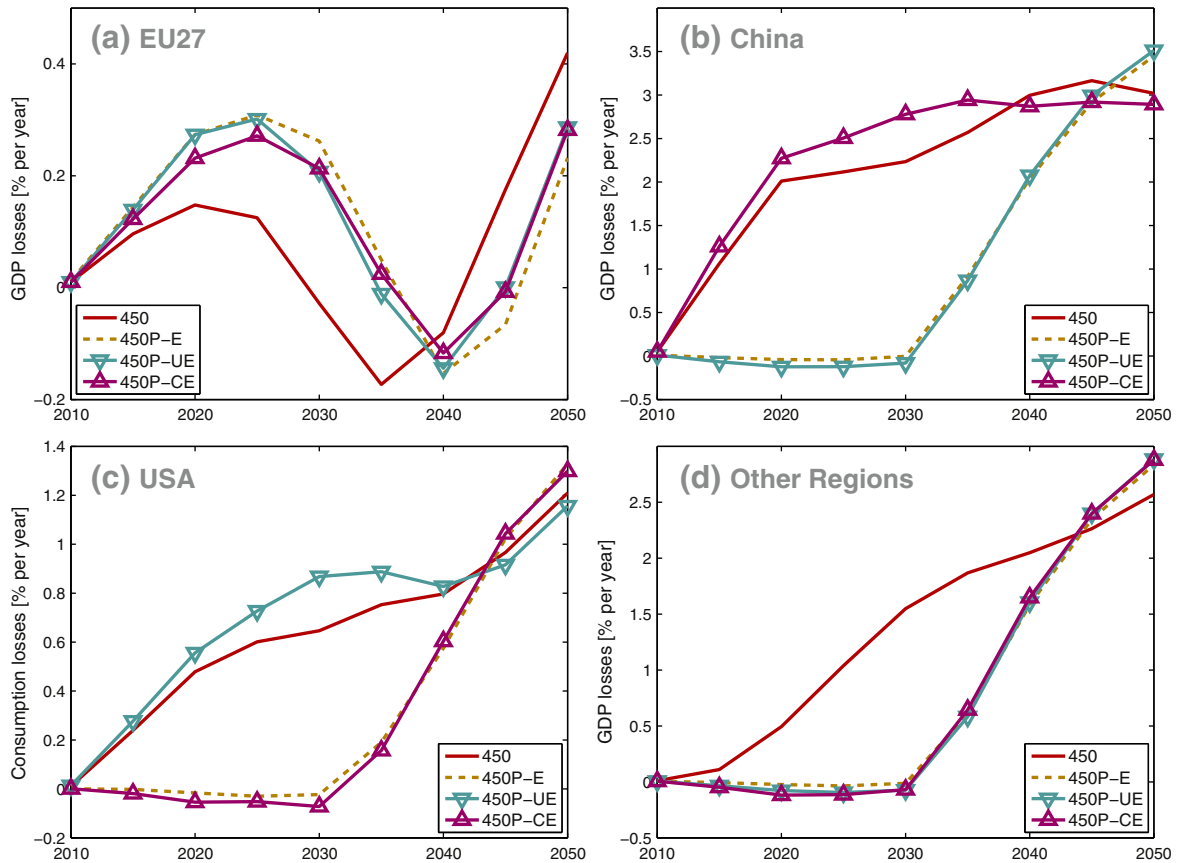 (a) EU27
GDP losses [% per year]
0.4
0.2
0
−0.2
2010 2020 2030 2040 2050
450
450P−E
450P−UE
450P−CE
(b) China
GDP losses [% per year]
3.5
3
2.5
2
1.5
1
0.5
0
−0.5
2010 2020 2030 2040 2050
450
450P−E
450P−UE
450P−CE
(c) USA
Consumption losses [% per year]
1.4
1.2
1
0.8
0.6
0.4
0.2
0
−0.2
2010 2020 2030 2040 2050
450
450P−E
450P−UE
450P−CE
(d) Other Regions
GDP losses [% per year]
2.5
2
1.5
1
0.5
0
−0.5
2010 2020 2030 2040 2050
450
450P−E
450P−UE
450P−CE